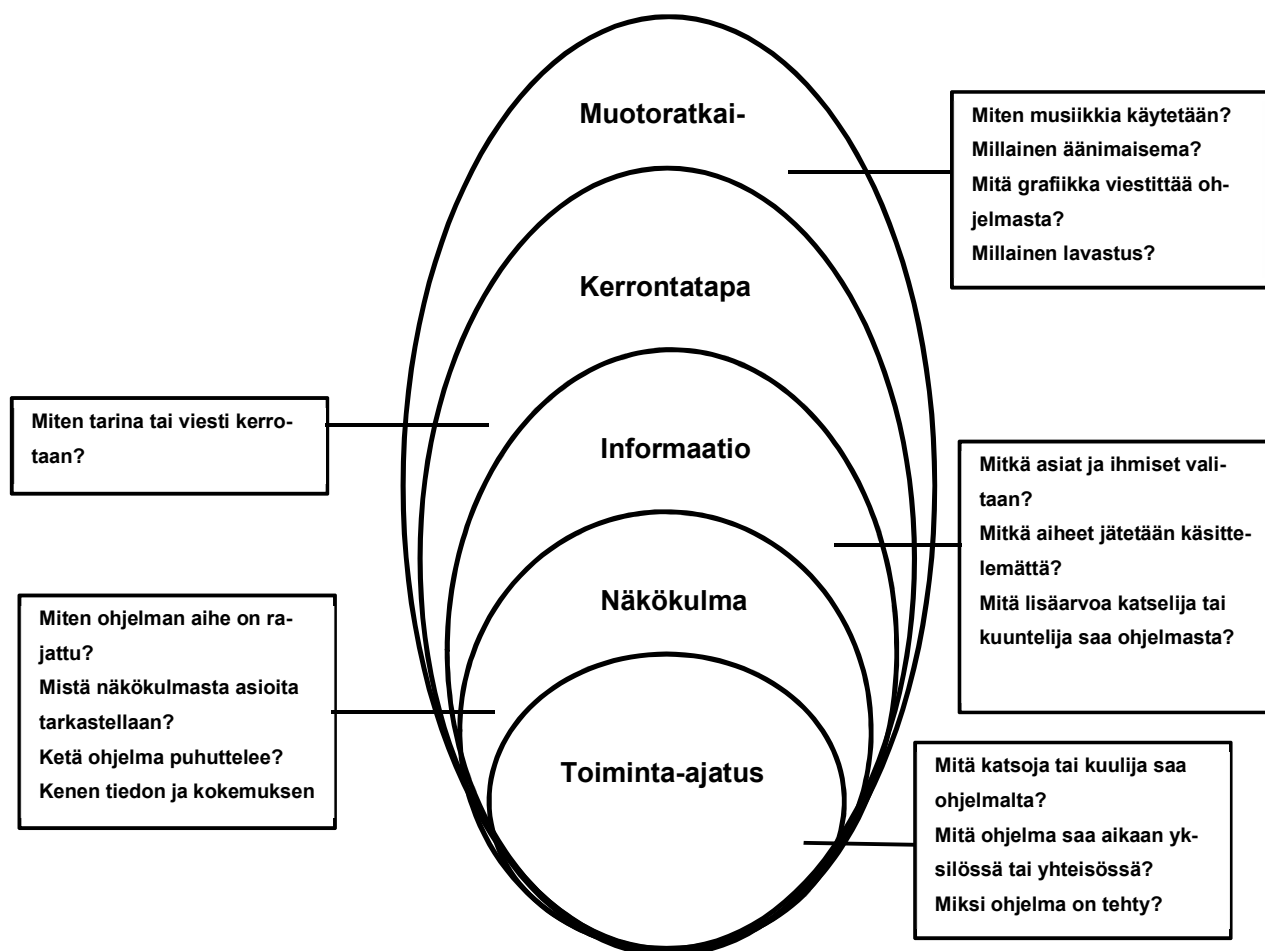 Muotoratkai-
Miten musiikkia käytetään?
Millainen äänimaisema?
Mitä grafiikka viestittää oh-
jelmasta?
Millainen lavastus?
Kerrontatapa
Miten tarina tai viesti kerro-
taan?
Informaatio
Mitkä asiat ja ihmiset vali-
taan?
Mitkä aiheet jätetään käsitte-
lemättä?
Mitä lisäarvoa katselija tai
kuuntelija saa ohjelmasta?
Näkökulma
Miten ohjelman aihe on ra-
jattu?
Mistä näkökulmasta asioita
tarkastellaan?
Ketä ohjelma puhuttelee?
Kenen tiedon ja kokemuksen
Toiminta-ajatus
Mitä katsoja tai kuulija saa
ohjelmalta?
Mitä ohjelma saa aikaan yk-
silössä tai yhteisössä?
Miksi ohjelma on tehty?